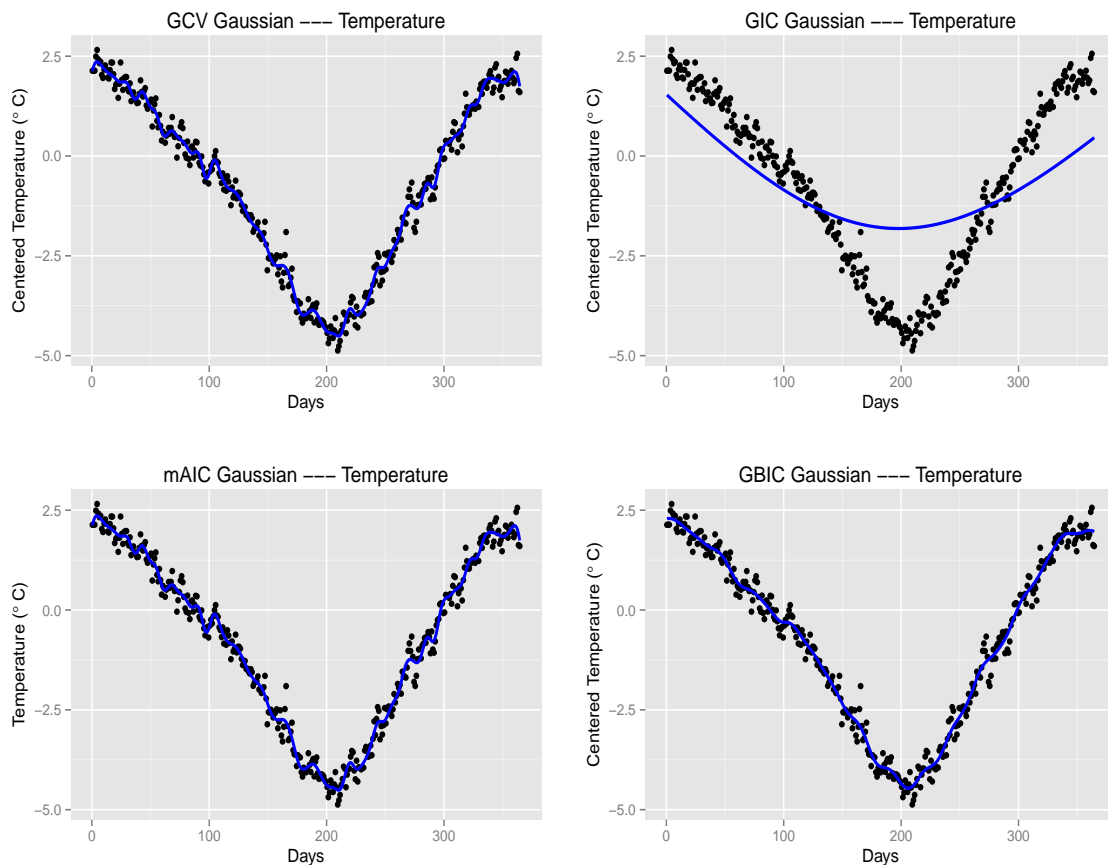 GCV Gaussian −−− Temperature
Centered Temperature (° C)
2.5
0.0
−2.5
−5.0
0 100 200 300
Days
GIC Gaussian −−− Temperature
Centered Temperature (° C)
2.5
0.0
−2.5
−5.0
0 100 200 300
Days
mAIC Gaussian −−− Temperature
Temperature (° C)
2.5
0.0
−2.5
−5.0
0 100 200 300
Days
GBIC Gaussian −−− Temperature
Centered Temperature (° C)
2.5
0.0
−2.5
−5.0
0 100 200 300
Days